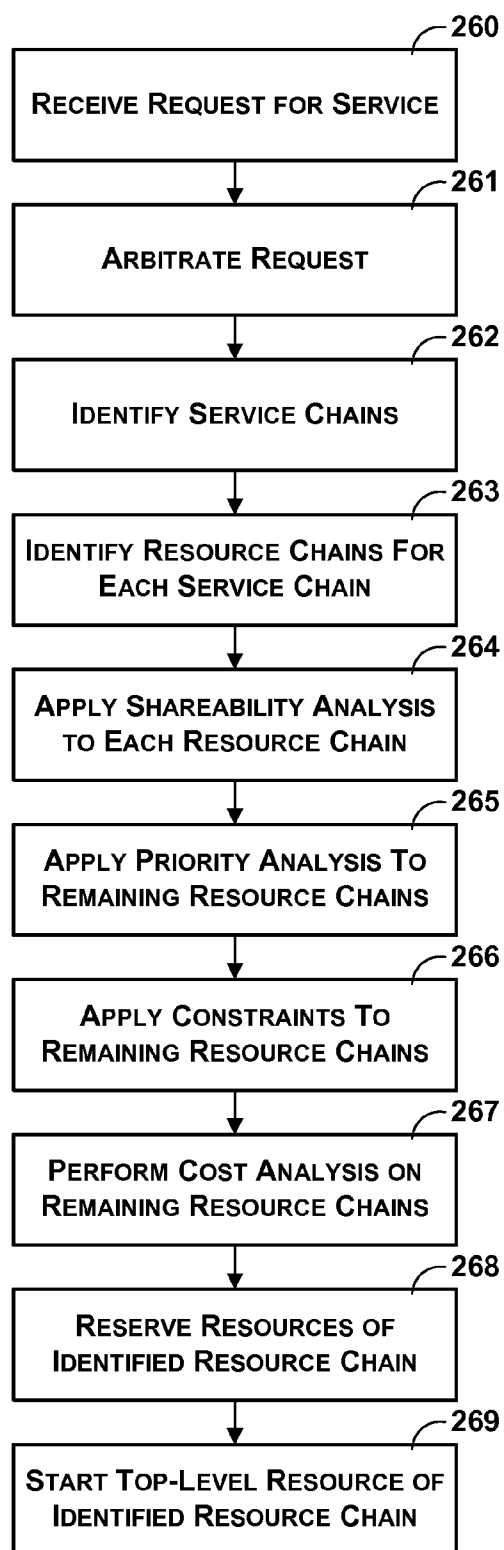 260
RECEIVE REQUEST FOR SERVICE
261
ARBITRATE REQUEST
262
IDENTIFY SERVICE CHAINS
263
IDENTIFY RESOURCE CHAINS FOR
EACH SERVICE CHAIN
264
APPLY SHAREABILITY ANALYSIS
TO EACH RESOURCE CHAIN
265
APPLY PRIORITY ANALYSIS TO
REMAINING RESOURCE CHAINS
266
APPLY CONSTRAINTS TO
REMAINING RESOURCE CHAINS
267
PERFORM COST ANALYSIS ON
REMAINING RESOURCE CHAINS
268
RESERVE RESOURCES OF
IDENTIFIED RESOURCE CHAIN
269
START TOP-LEVEL RESOURCE OF
IDENTIFIED RESOURCE CHAIN